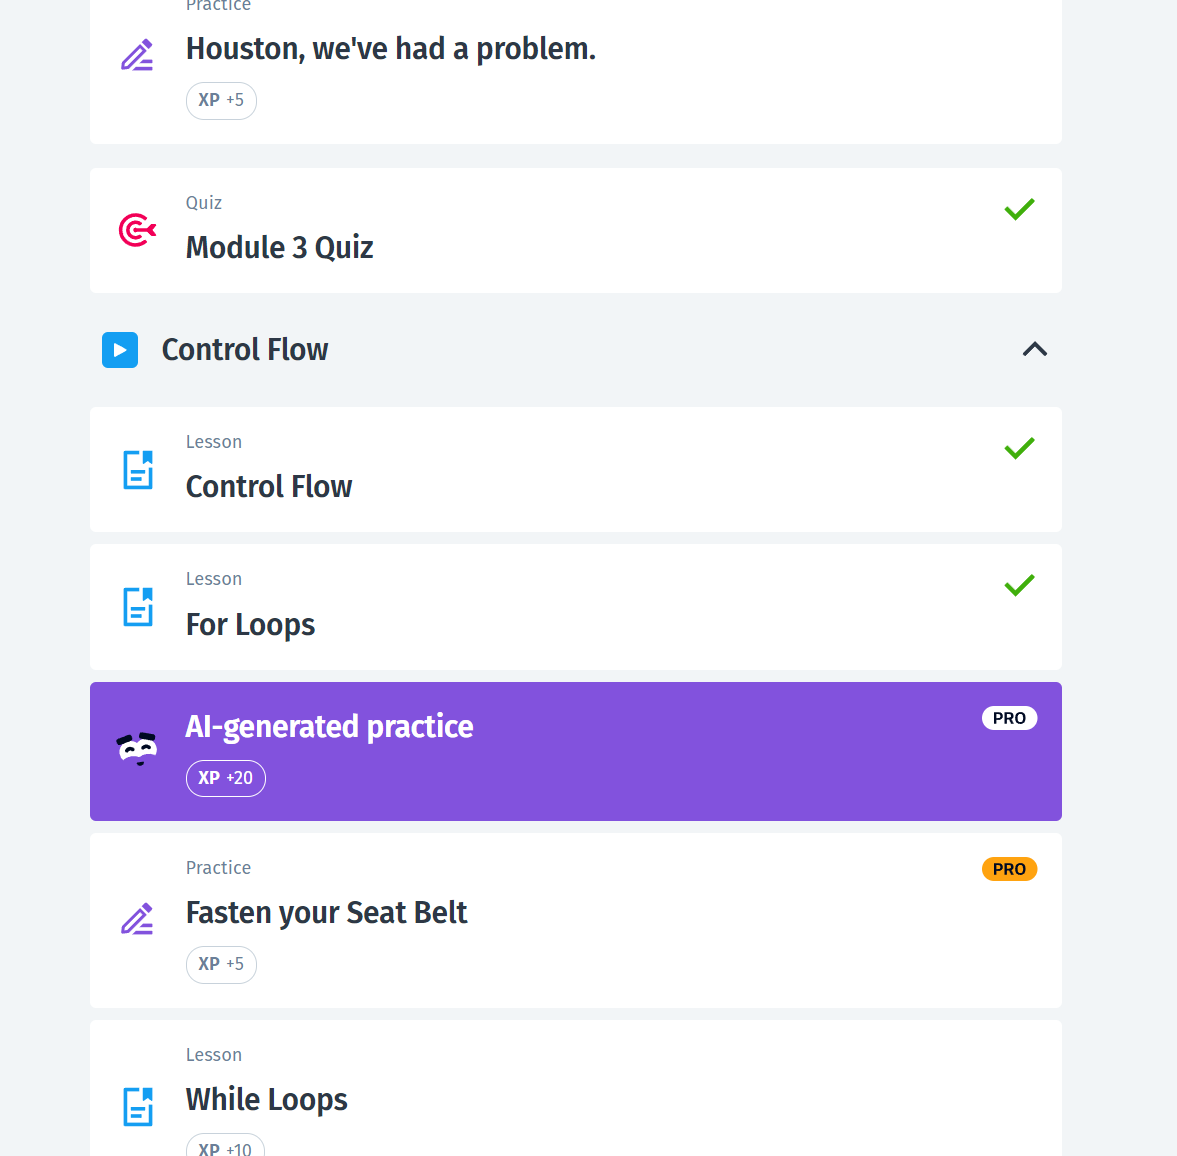 Practice
Houston, we've had a problem.
XP +5
Quiz
Module 3 Quiz
Control Flow
Lesson
Control Flow
Lesson
For Loops
AI-generated practice
PRO
XP +20
Practice
PRO
Fasten your Seat Belt
XP +5
Lesson
While Loops
XP +10